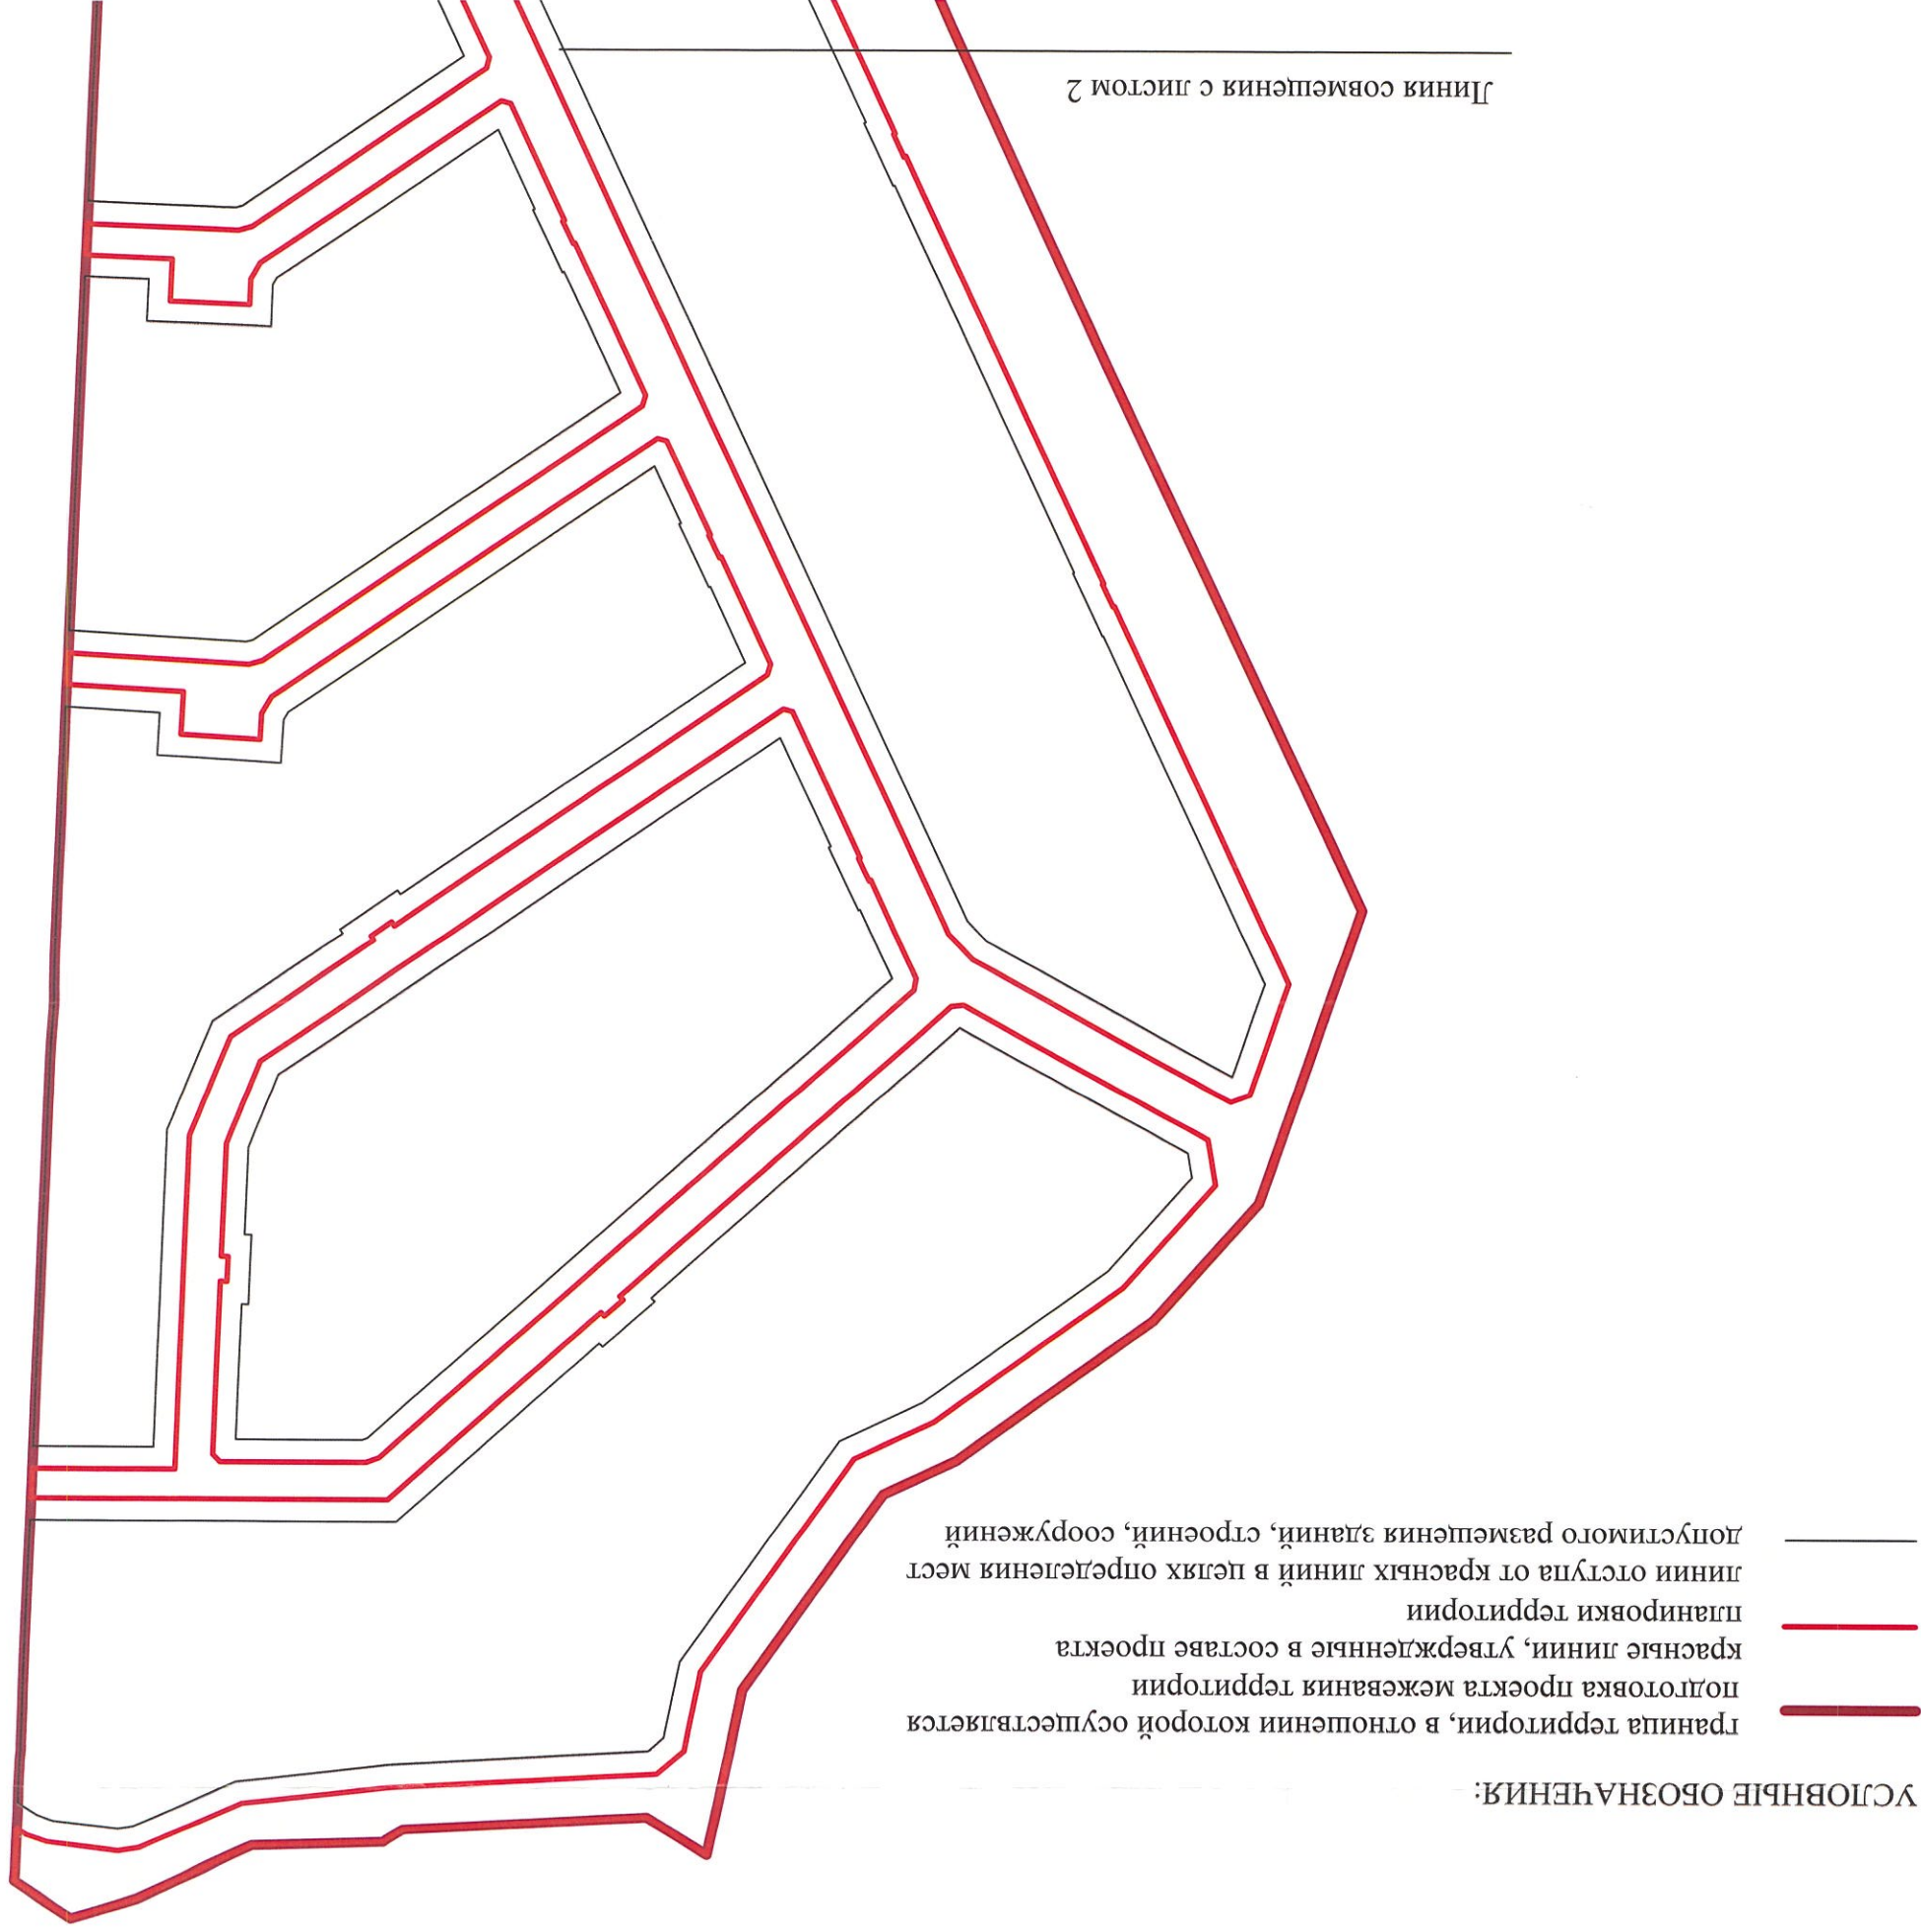 УСЛОВНЫЕ ОБОЗНАЧЕНИЯ:
граница территории, в отношении которой осуществляется
подготовка проекта межевания территории
красные линии, утвержденные в составе проекта
планировки территории
линии отступа от красных линий в целях определения мест
допустимого размещения зданий, строений, сооружений
Линия совмещения с листом 2